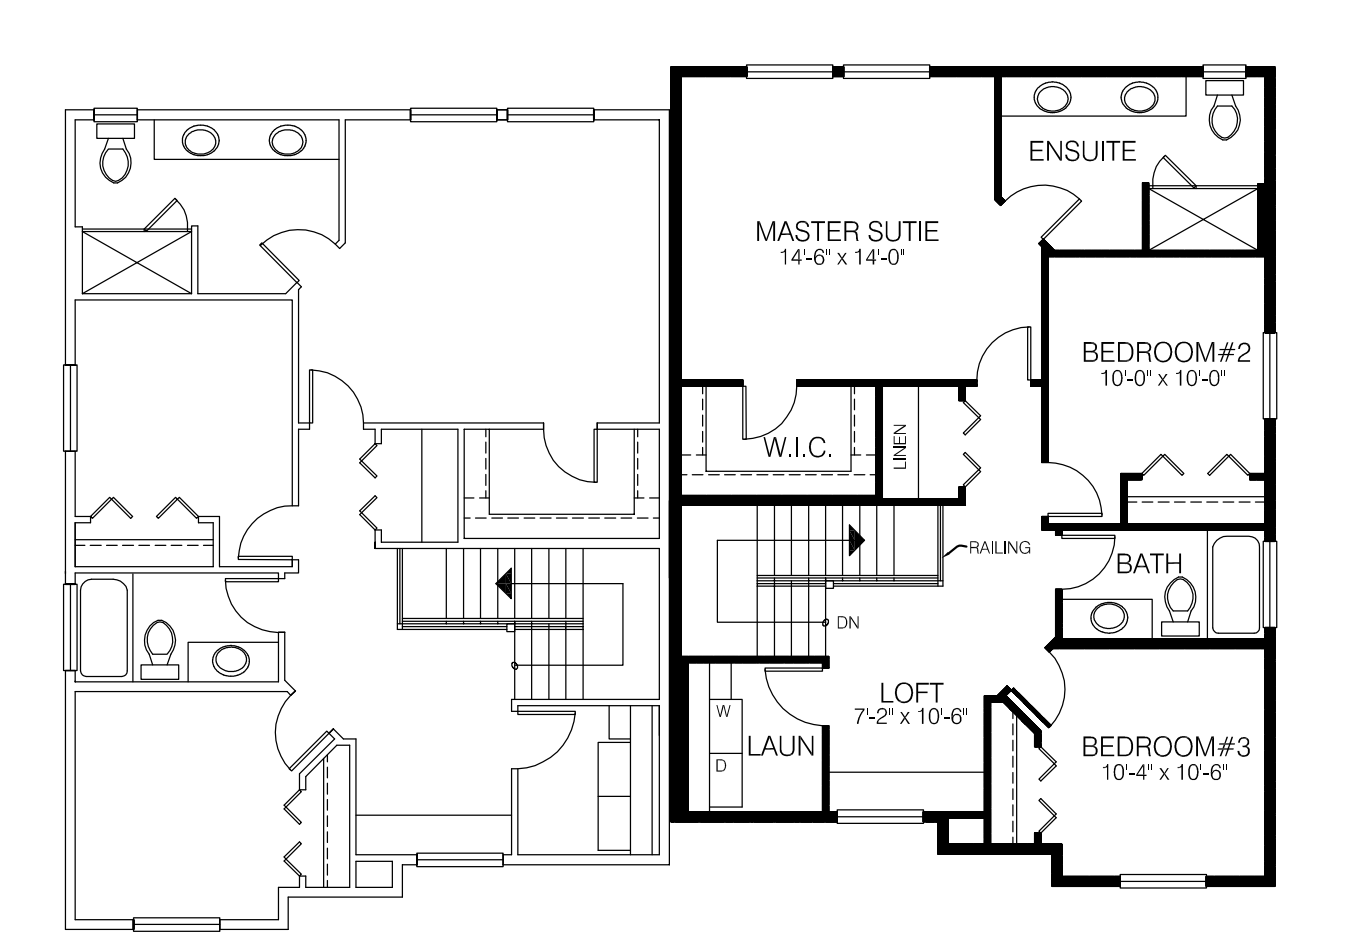 ENSUITE
MASTER SUTIE
14'-6" x 14'-0"
BEDROOM#2
10'-0" x 10'-0"
W.I.C.
LINEN
RAILING
BATH
DN
LOFT
7'-2" x 10'-6"
W
LAUN
D
BEDROOM#3
10'-4" x 10'-6"